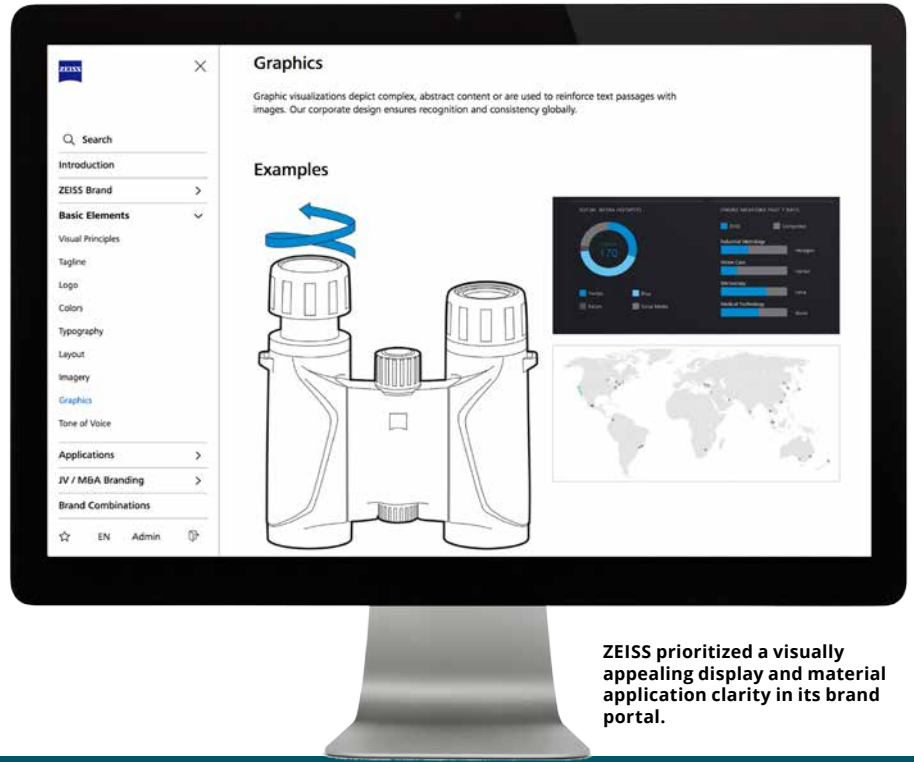 ZEISS
Search
Introduction
ZEISS Brand
Basic Elements
Visual Principles
Tagline
Logo
Colors
Typography
Layout
Imagery
Graphics
Tone of Voice
Applications
JV / M&A Branding
Brand Combinations
EN Admin
Graphics
Graphic visualizations depict complex, abstract content or are used to reinforce text passages with
images. Our corporate design ensures recognition and consistency globally.
Examples
170
Industrial Metrology
Vision Care
Microscopy
Medical Technology
ZEISS prioritized a visually
appealing display and material
application clarity in its brand
portal.